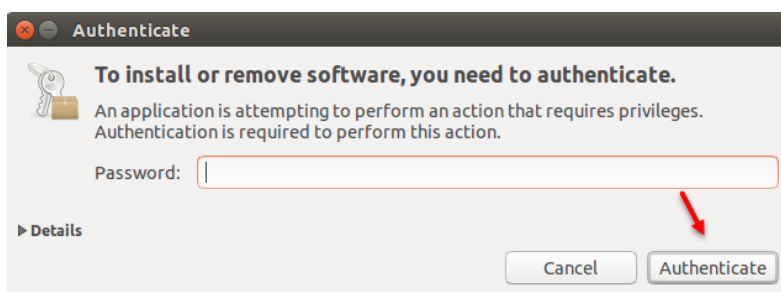 Authenticate
To install or remove software, you need to authenticate.
An application is attempting to perform an action that requires privileges.
Authentication is required to perform this action.
Password:
Details
Cancel
Authenticate